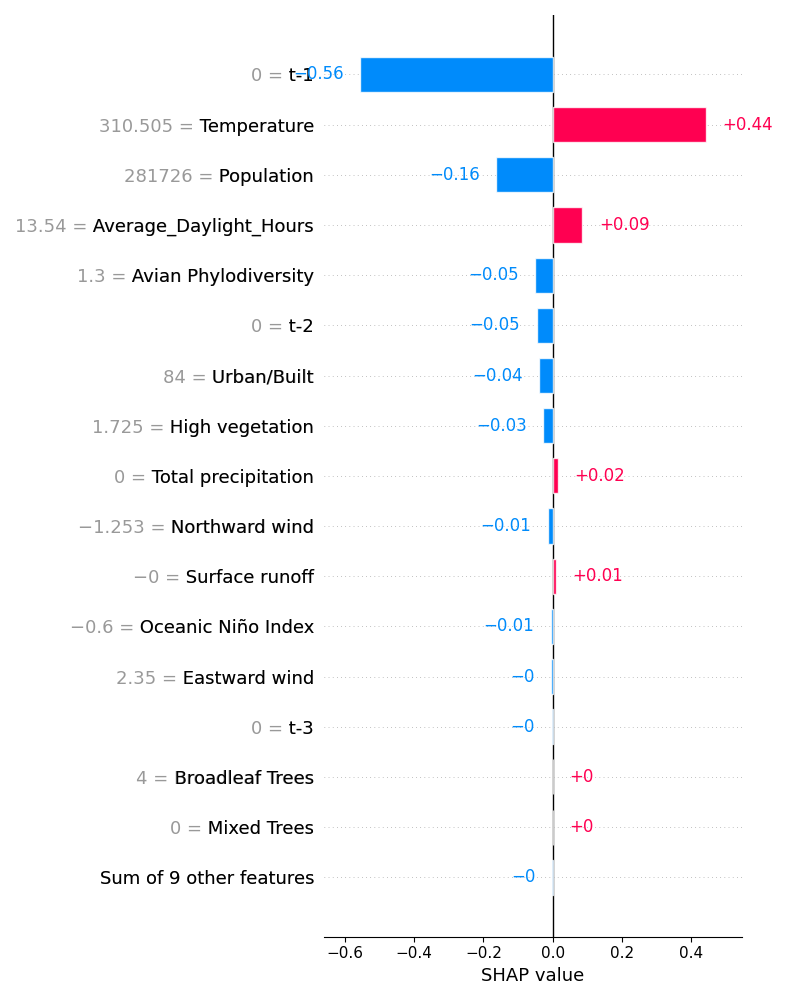 0 = t-1 −0.56
310.505 = Temperature +0.44
281726 = Population −0.16
13.54 = Average_Daylight_Hours +0.09
1.3 = Avian Phylodiversity −0.05
0 = t-2 −0.05
84 = Urban/Built −0.04
1.725 = High vegetation −0.03
0 = Total precipitation +0.02
−1.253 = Northward wind −0.01
−0 = Surface runoff +0.01
−0.6 = Oceanic Niño Index −0.01
2.35 = Eastward wind −0
0 = t-3 −0
4 = Broadleaf Trees +0
0 = Mixed Trees +0
Sum of 9 other features −0
−0.6 −0.4 −0.2 0.0 0.2 0.4
SHAP value